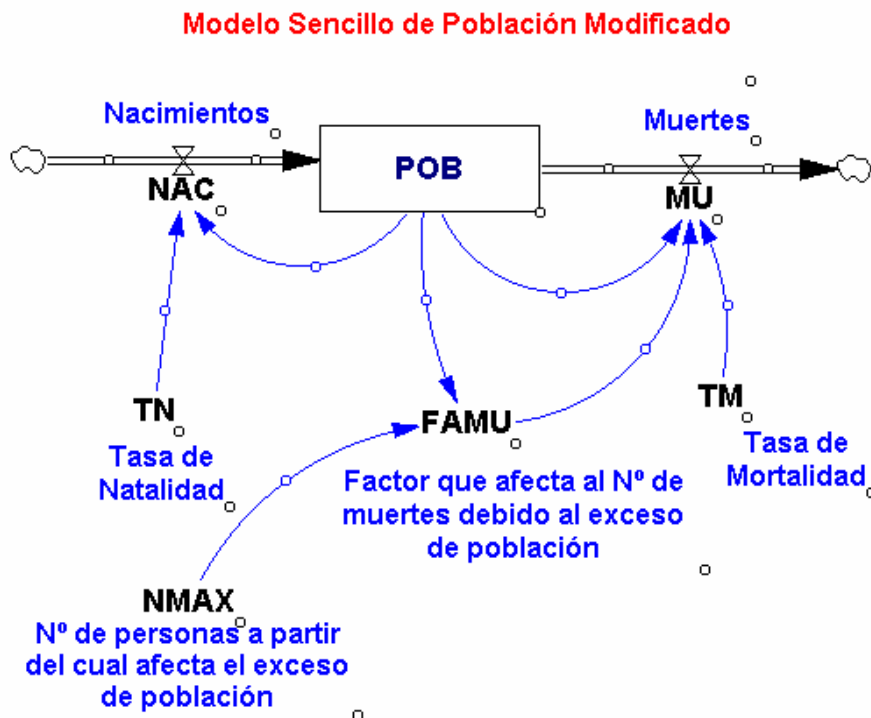 Modelo Sencillo de Población Modificado
Nacimientos
Muertes
POB
NAC
MU
TN
Tasa de
Natalidad
FAMU
Factor que afecta al Nº de
muertes debido al exceso
de población
TM
Tasa de
Mortalidad
NMAX
Nº de personas a partir
del cual afecta el exceso
de población